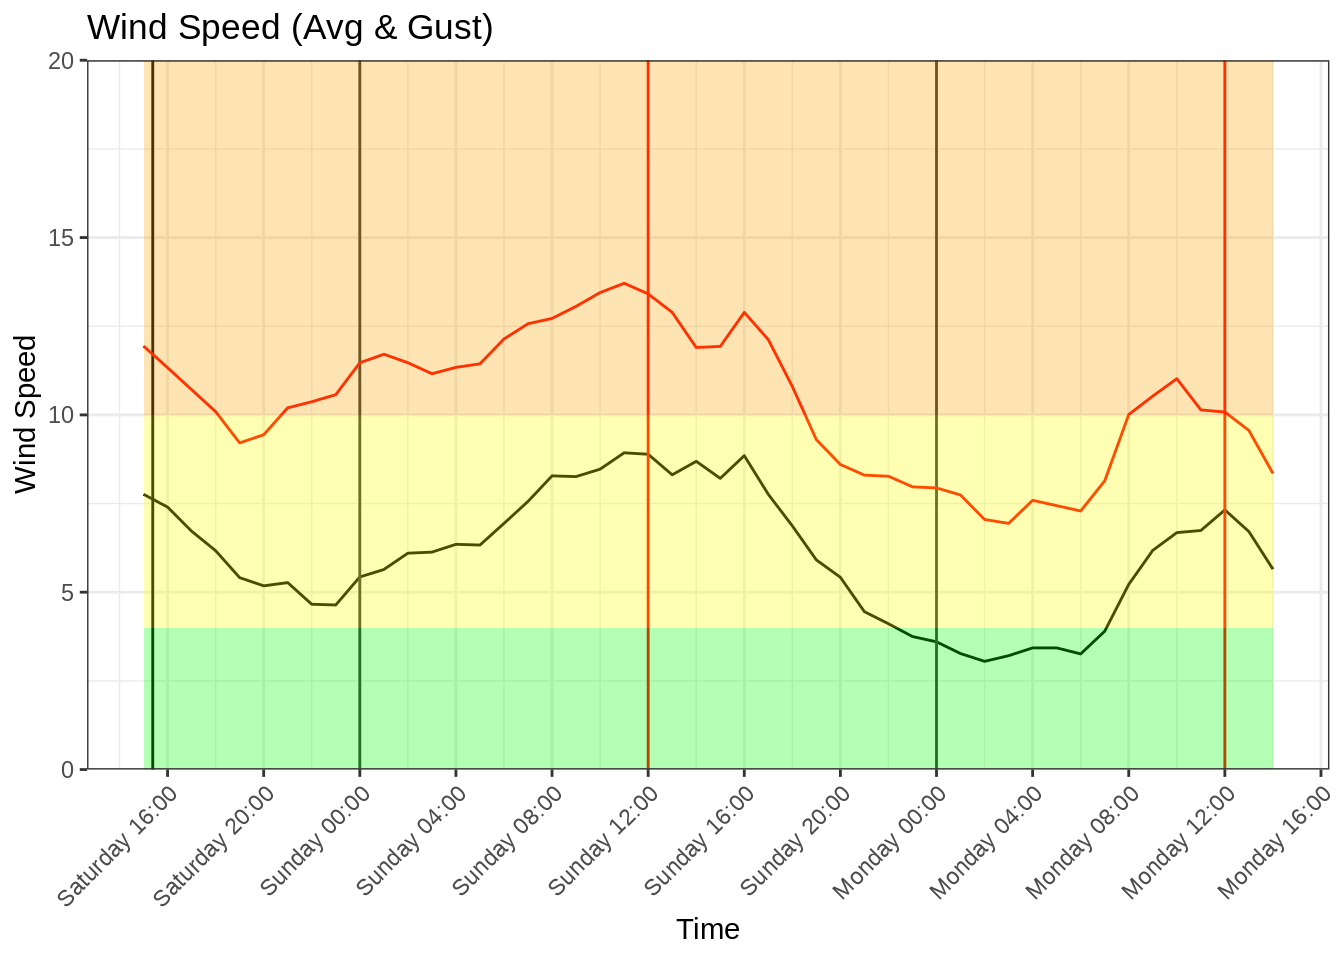 Wind Speed (Avg & Gust)
Wind Speed
20
15
10
5
0
Saturday 16:00
Saturday 20:00
Sunday 00:00
Sunday 04:00
Sunday 08:00
Sunday 12:00
Sunday 16:00
Sunday 20:00
Monday 00:00
Monday 04:00
Monday 08:00
Monday 12:00
Monday 16:00
Time